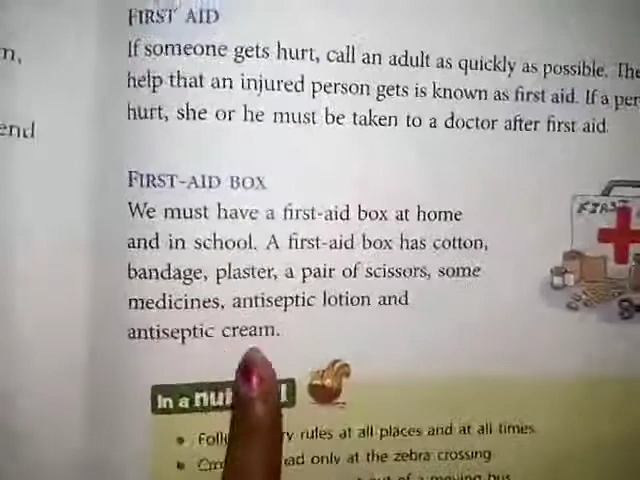 FIRST AID
If someone gets hurt, call an adult as quickly as possible. The
help that an injured person gets is known as first aid. If a per
hurt, she or he must be taken to a doctor after first aid.
FIRST-AID BOX
We must have a first-aid box at home
and in school. A first-aid box has cotton,
bandage, plaster, a pair of scissors, some
medicines, antiseptic lotion and
antiseptic cream.
In a
rules at all places and at all times
only at the zebra crossing
of a moving bus